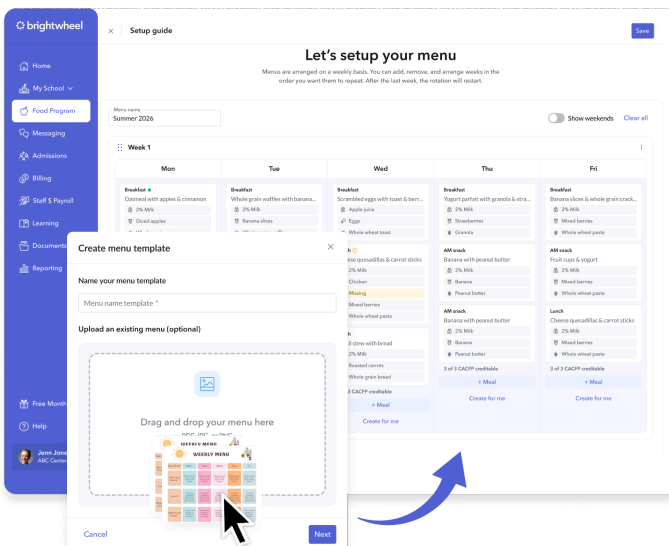 brightwheel
Setup guide
Save
Home
My School
Food Program
Messaging
Admissions
Billing
Staff $ Payroll
Learning
Documents
Reporting
Free Month
Help
Jenn Jone
ABC Center
Let's setup your menu
Menus are arranged on a weekly basis. You can add, remove, and arrange weeks in the
order you want them to repeat. After the last week, the rotation will restart.
Menu name
Summer 2026
Show weekends
Clear all
Week 1
Mon
Tue
Wed
Thu
Fri
Breakfast
Oatmeal with apples & cinnamon
2% Milk
Diced apples
Breakfast
Whole grain waffles with banana...
2% Milk
Banana slices
Breakfast
Scrambled eggs with toast & berr...
Apple juice
Eggs
Whole wheat toast
quesadillas & carrot sticks
2% Milk
Chicken
Missing
Mixed berries
Whole wheat pasta
stew with bread
2% Milk
Roasted carrots
Whole grain bread
CACFP creditable
+ Meal
Create for me
Breakfast
Yogurt parfait with granola & stra...
2% Milk
Strawberries
Granola
AM snack
Banana with peanut butter
2% Milk
Banana
Peanut butter
AM snack
Banana with peanut butter
2% Milk
Banana
Peanut butter
3 of 3 CACFP creditable
+ Meal
Create for me
Breakfast
Banana slices & whole grain crack...
2% Milk
Mixed berries
Whole wheat pasta
AM snack
Fruit cups & yogurt
2% Milk
Mixed berries
Whole wheat pasta
Lunch
Cheese quesadillas & carrot sticks
2% Milk
Mixed berries
Whole wheat pasta
3 of 3 CACFP creditable
+ Meal
Create for me
Create menu template
Name your menu template
Menu name template *
Upload an existing menu (optional)
Drag and drop your menu here
WEEKLY MENU
WEEKLY MENU
Cancel
Next